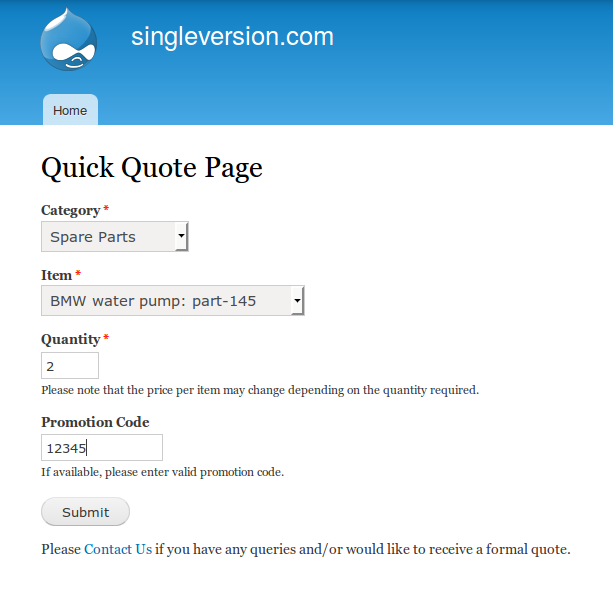 singleversion.com
Home
Quick Quote Page
Category *
Spare Parts
Item *
BMW water pump: part-145
Quantity *
2
Please note that the price per item may change depending on the quantity required.
Promotion Code
12345
If available, please enter valid promotion code.
Submit
Please Contact Us if you have any queries and/or would like to receive a formal quote.